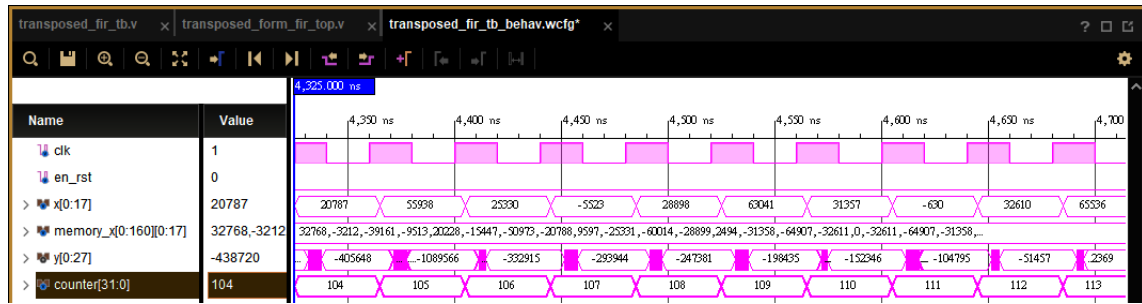 transposed_fir_tb.v × transposed_form_fir_top.v × transposed_fir_tb_behav.wcfg* × ?
4,325.000 ns
Name Value 4,350 ns 4,400 ns 4,450 ns 4,500 ns 4,550 ns 4,600 ns 4,650 ns 4,700
clk 1
en_rst 0
> x[0:17] 20787 20787 55938 25330 -5523 28898 63041 31357 -630 32610 65536
> memory_x[0:160][0:17] 32768,-3212 32768,-3212,-39161,-9513,20228,-15447,-50973,-20788,9597,-25331,-60014,-28899,2494,-31358,-64907,-32611,0,-32611,-64907,-31358,...
> y[0:27] -438720 -405648 -1089566 -332915 -293944 -247381 -198435 -152346 -104795 -51457 2369
> counter[31:0] 104 104 105 106 107 108 109 110 111 112 113